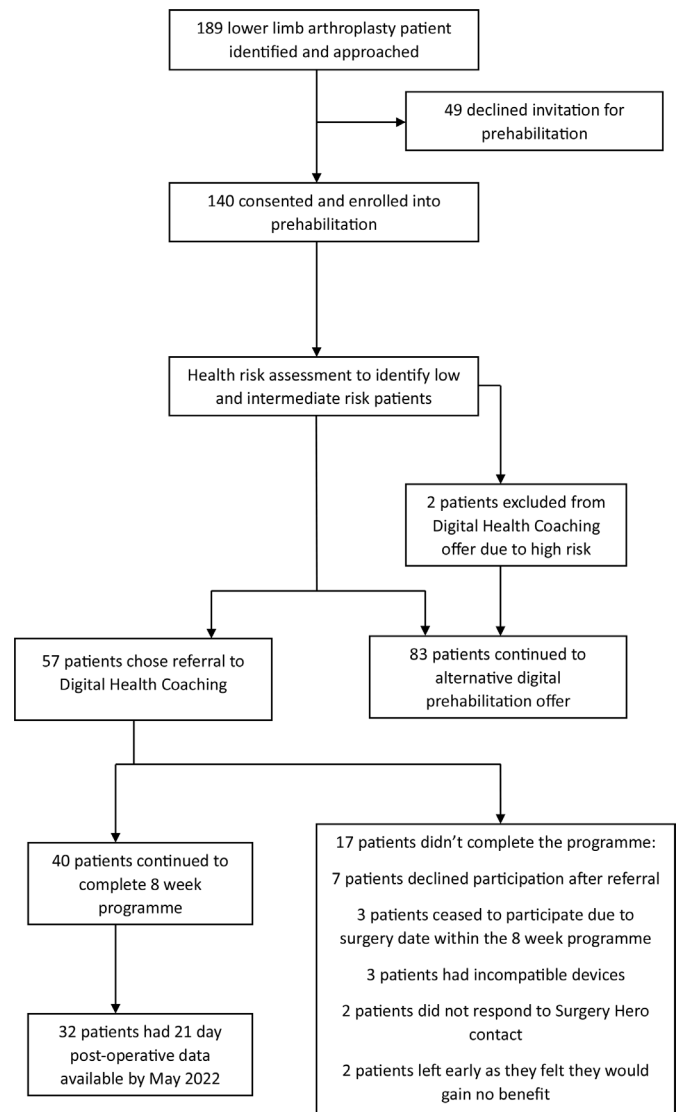 189 lower limb arthroplasty patient
identified and approached
49 declined invitation for
prehabilitation
140 consented and enrolled into
prehabilitation
Health risk assessment to identify low
and intermediate risk patients
2 patients excluded from
Digital Health Coaching
offer due to high risk
57 patients chose referral to
Digital Health Coaching
83 patients continued to
alternative digital
prehabilitation offer
40 patients continued to
complete 8 week
programme
17 patients didn’t complete the programme:
7 patients declined participation after referral
3 patients ceased to participate due to
surgery date within the 8 week programme
3 patients had incompatible devices
2 patients did not respond to Surgery Hero
contact
2 patients left early as they felt they would
gain no benefit
32 patients had 21 day
post-operative data
available by May 2022